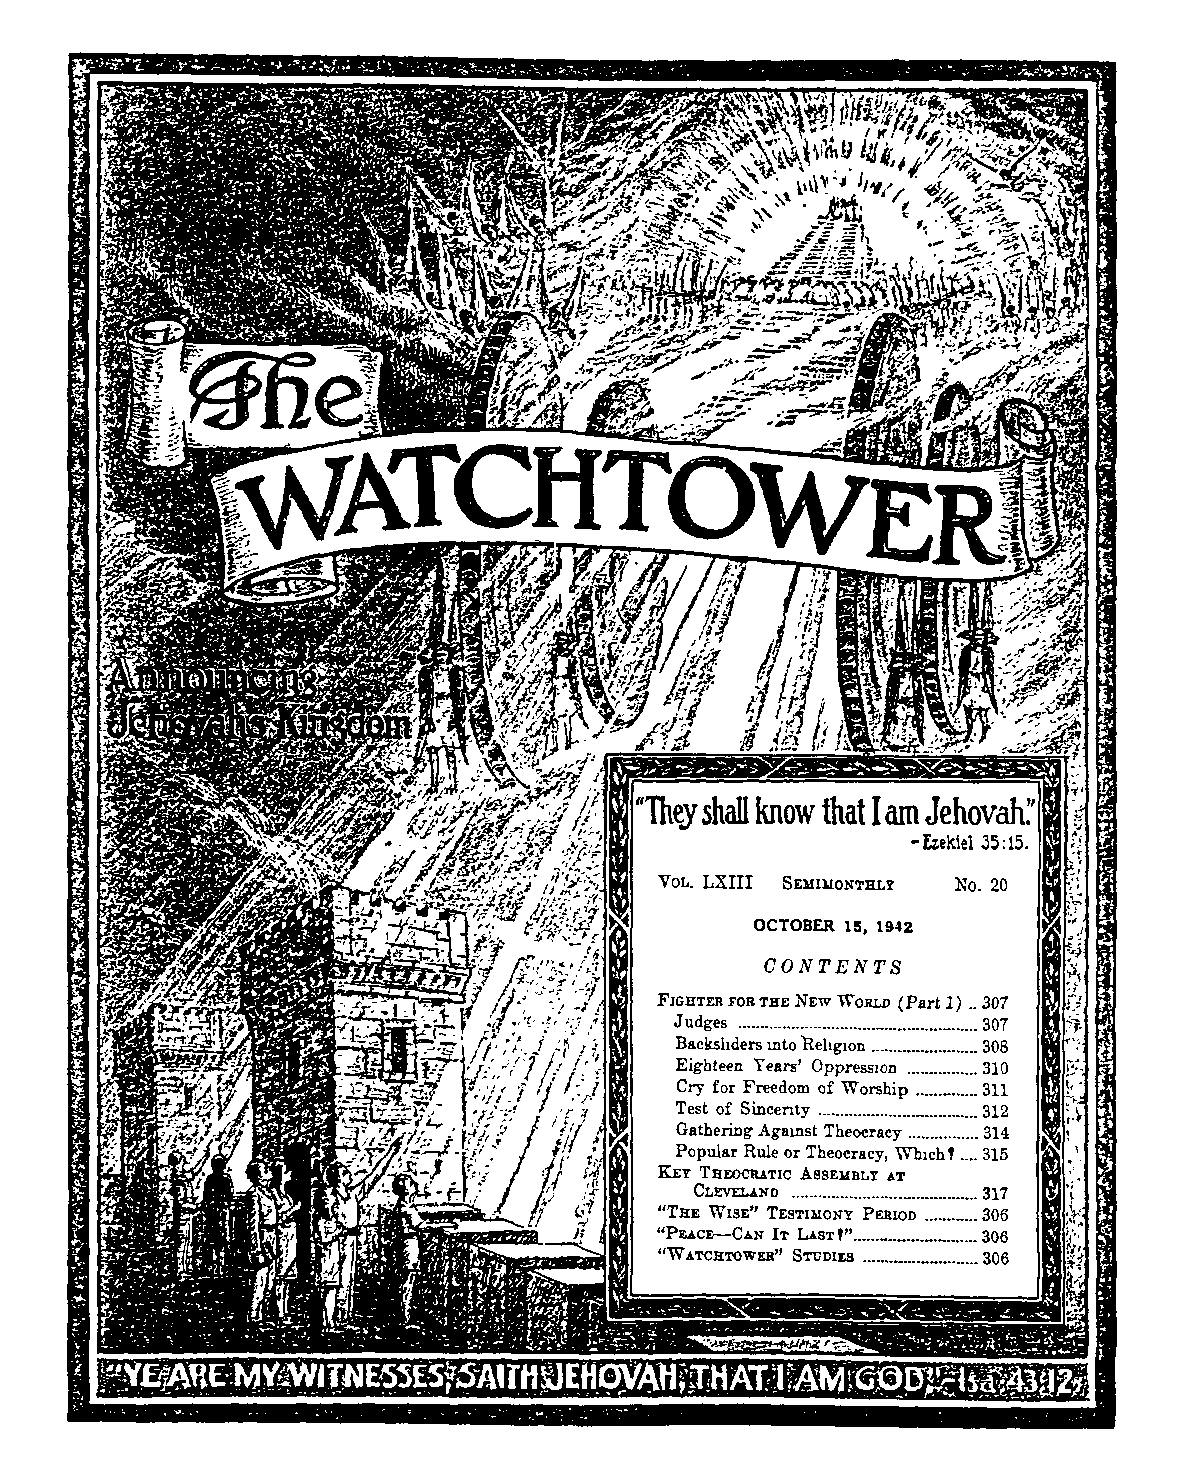 The
WATCHTOWER
Announcing
Jehovah's Kingdom
"They shall know that I am Jehovah."
- Ezekiel 35:15.
VOL. LXIII SEMIMONTHLY No. 20
OCTOBER 15, 1942
CONTENTS
FIGHTER FOR THE NEW WORLD (Part 1) .. 307
Judges ................................................ 307
Backsliders into Religion ..................... 308
Eighteen Years' Oppression .............. 310
Cry for Freedom of Worship ............. 311
Test of Sincerity ................................ 312
Gathering Against Theocracy .............. 314
Popular Rule or Theocracy, Which? .... 315
KEY THEOCRATIC ASSEMBLY AT
CLEVELAND ..................................... 317
"THE WISE" TESTIMONY PERIOD ........... 306
"PEACE—CAN IT LAST?"......................... 306
"WATCHTOWER" STUDIES ....................... 306
"YE ARE MY WITNESSES, SAITH JEHOVAH, THAT I AM GOD."-Isa. 43:12